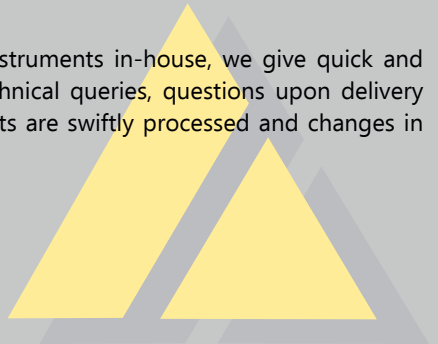 struments in-house, we give quick and
hnical queries, questions upon delivery
ts are swiftly processed and changes in